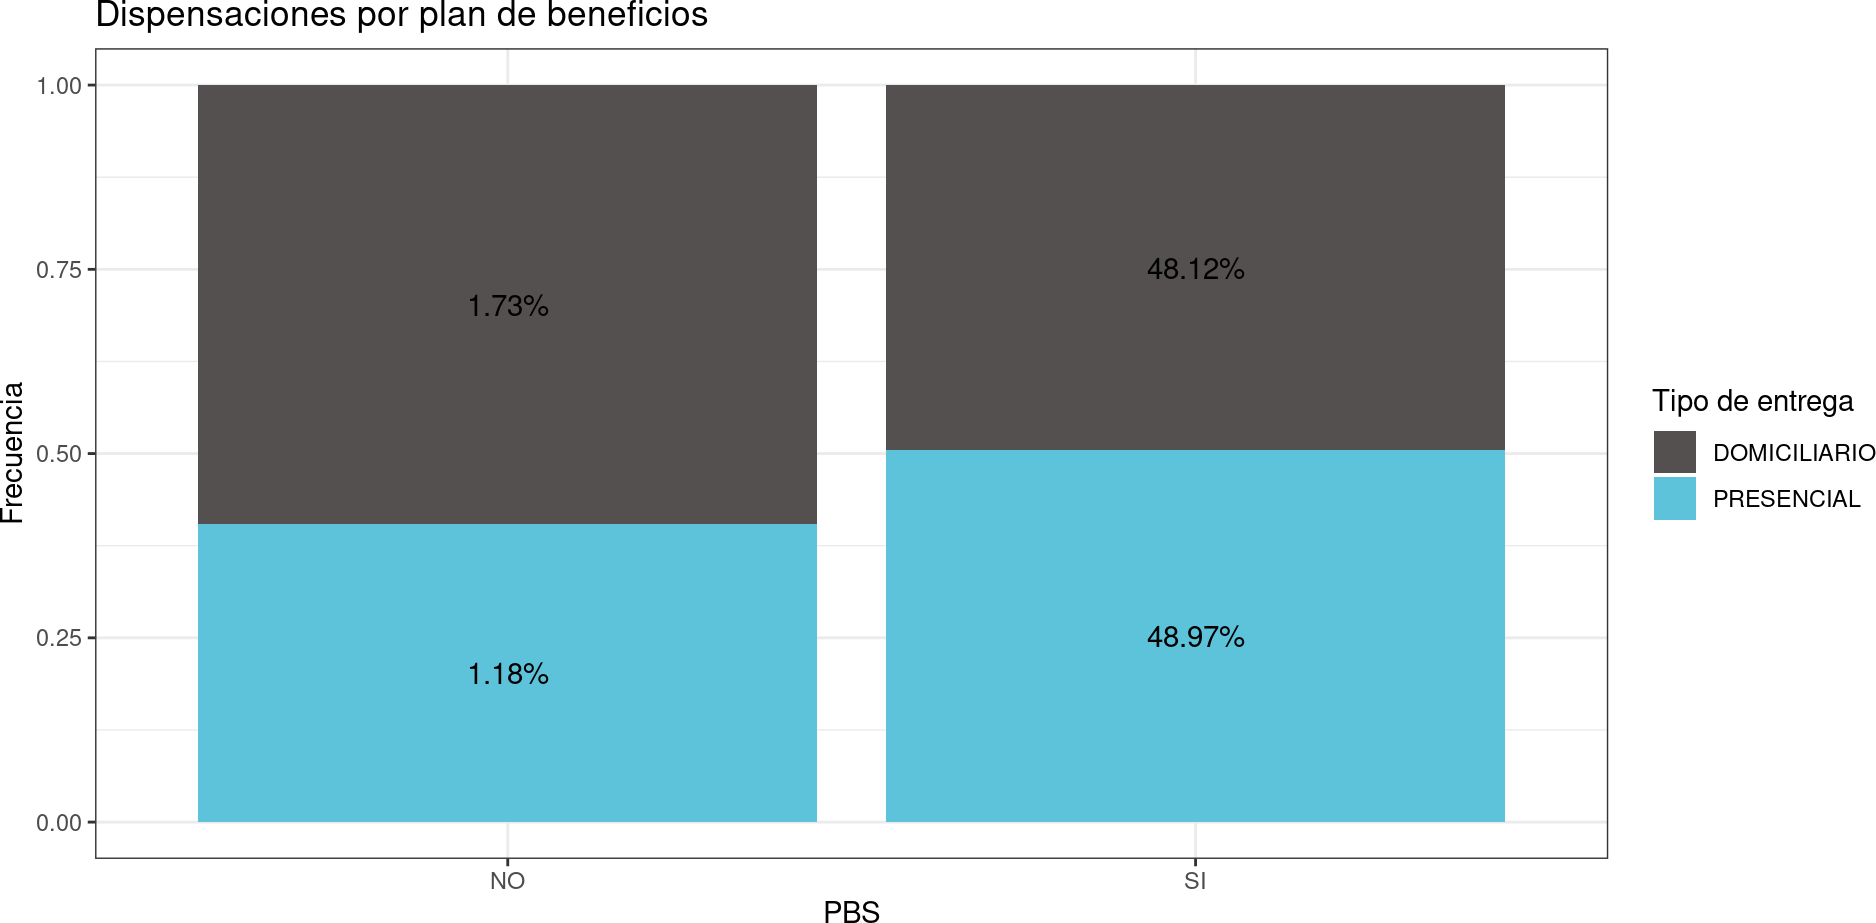 Dispensaciones por plan de beneficios
1.00
0.75
0.50
0.25
0.00
Frecuencia
1.73%
48.12%
1.18%
48.97%
NO
SI
PBS
Tipo de entrega
DOMICILIARIO
PRESENCIAL